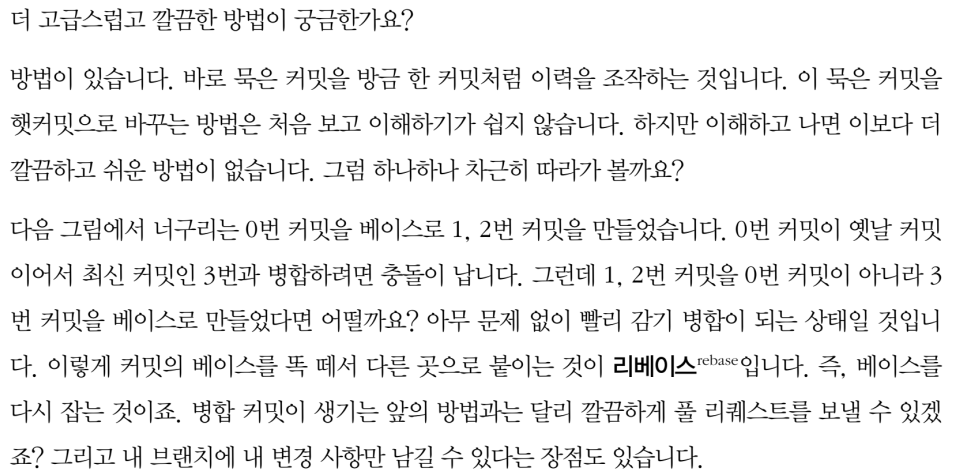 더 고급스럽고 깔끔한 방법이 궁금한가요?
방법이 있습니다. 바로 묵은 커밋을 방금 한 커밋처럼 이력을 조작하는 것입니다. 이 묵은 커밋을
햇커밋으로 바꾸는 방법은 처음 보고 이해하기가 쉽지 않습니다. 하지만 이해하고 나면 이보다 더
깔끔하고 쉬운 방법이 없습니다. 그럼 하나하나 차근히 따라가 볼까요?
다음 그림에서 너구리는 0번 커밋을 베이스로 1, 2번 커밋을 만들었습니다. 0번 커밋이 옛날 커밋
이어서 최신 커밋인 3번과 병합하려면 충돌이 납니다. 그런데 1, 2번 커밋을 0번 커밋이 아니라 3
번 커밋을 베이스로 만들었다면 어떨까요? 아무 문제 없이 빨리 감기 병합이 되는 상태일 것입니
다. 이렇게 커밋의 베이스를 똑 떼서 다른 곳으로 붙이는 것이 리베이스rebase입니다. 즉, 베이스를
다시 잡는 것이죠. 병합 커밋이 생기는 앞의 방법과는 달리 깔끔하게 풀 리퀘스트를 보낼 수 있겠
죠? 그리고 내 브랜치에 내 변경 사항만 남길 수 있다는 장점도 있습니다.